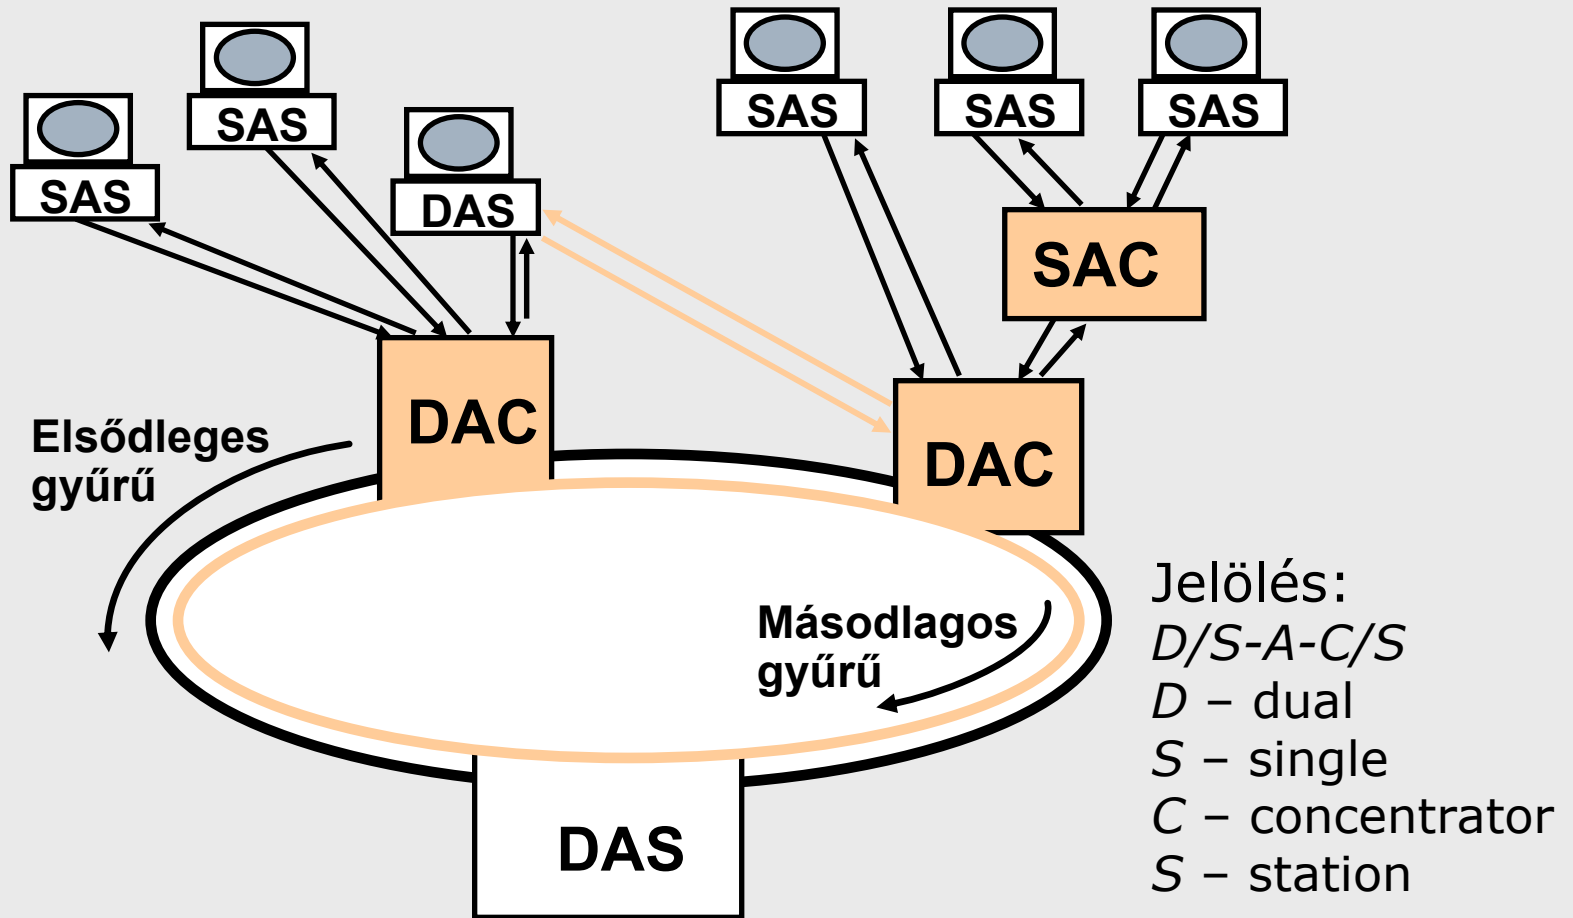 SAS
SAS
SAS
SAS
SAS
DAS
SAC
DAC
DAC
Elsődleges
gyűrű
Másodlagos
gyűrű
DAS
Jelölés:
D/S-A-C/S
D – dual
S – single
C – concentrator
S – station